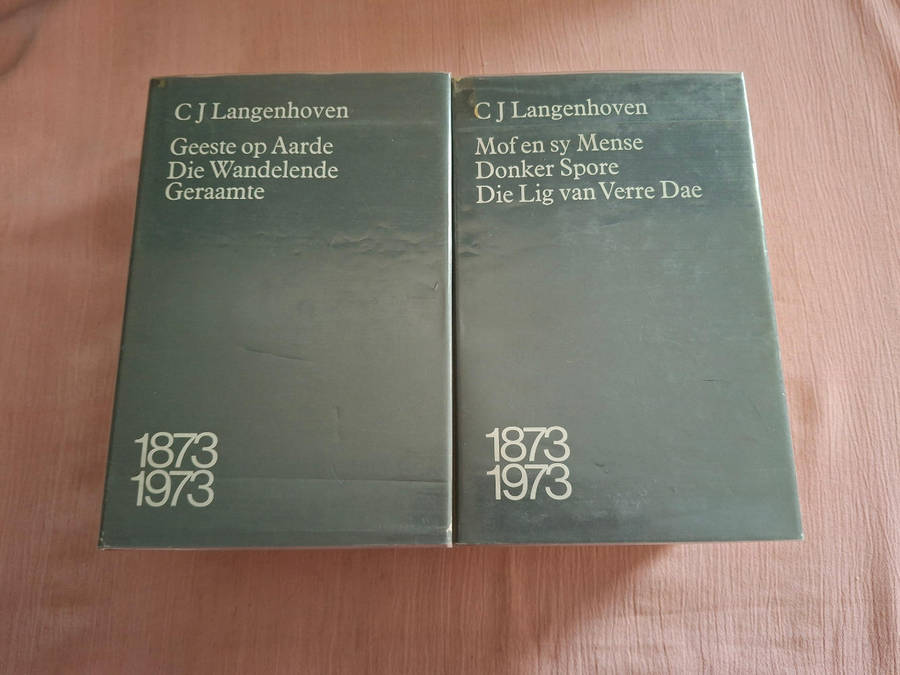 C J Langenhoven
Geeste op Aarde
Die Wandelende
Geraamte
1873
1973
C J Langenhoven
Mof en sy Mense
Donker Spore
Die Lig van Verre Dae
1873
1973